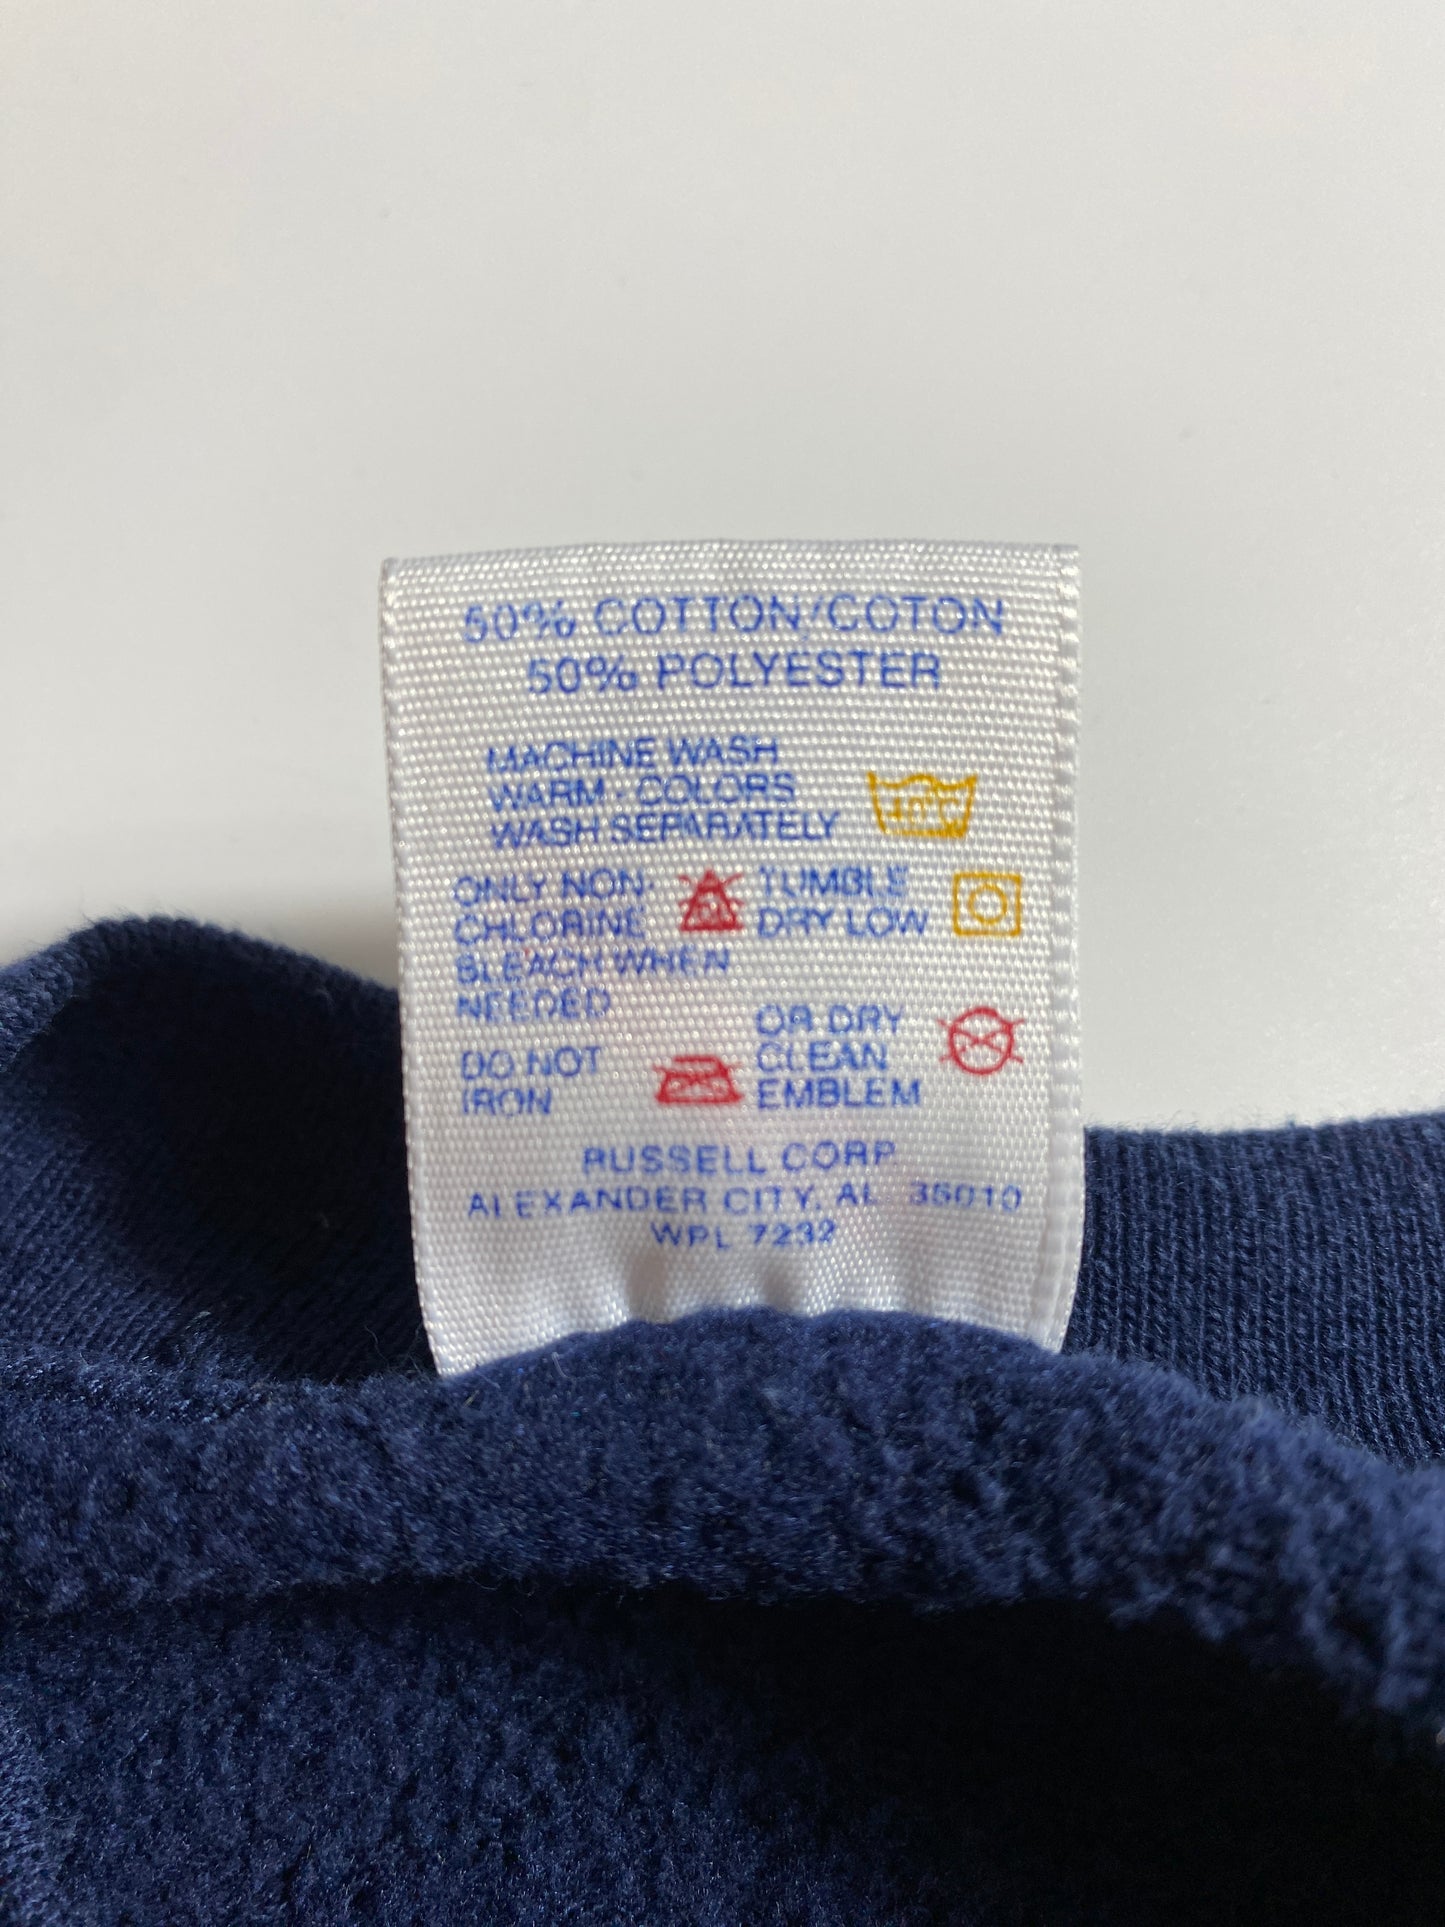 50% COTTON/COTON
50% POLYESTER
MACHINE WASH
WARM - COLORS
WASH SEPARATELY
40°C
ONLY NON-
CHLORINE
BLEACH WHEN
NEEDED
TUMBLE
DRY LOW
DO NOT
IRON
OR DRY
CLEAN
EMBLEM
RUSSELL CORP
ALEXANDER CITY, AL 35010
WPL 7232